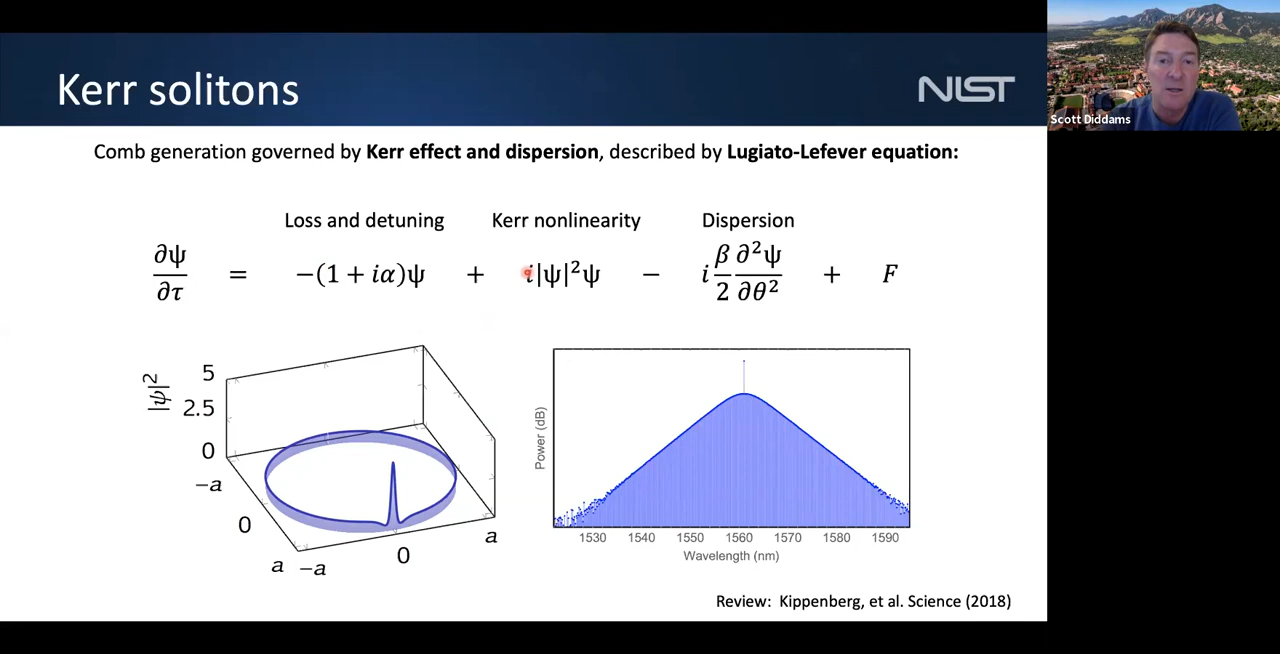 Kerr solitons
NIST
Scott Diddams
Comb generation governed by Kerr effect and dispersion, described by Lugiato-Lefever equation:
Loss and detuning
Kerr nonlinearity
Dispersion
∂ψ/∂τ = −(1 + iα)ψ + i|ψ|²ψ − i β/2 ∂²ψ/∂θ² + F
|ψ|²
5
2.5
0
−a
0
a
−a
0
a
Power (dB)
1530 1540 1550 1560 1570 1580 1590
Wavelength (nm)
Review: Kippenberg, et al. Science (2018)